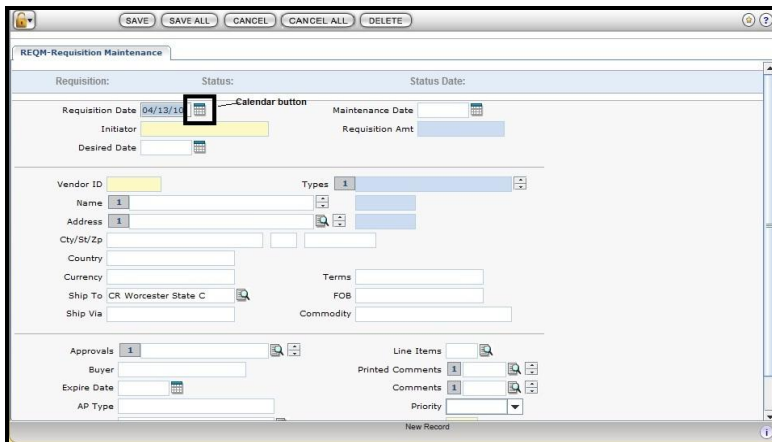 SAVE SAVE ALL CANCEL CANCEL ALL DELETE
REQM-Requisition Maintenance
Requisition: Status: Status Date:
Requisition Date 04/13/10 Calendar button Maintenance Date
Initiator Requisition Amt
Desired Date
Vendor ID Types 1
Name 1
Address 1
Cty/St/Zp
Country
Currency Terms
Ship To CR Worcester State C FOB
Ship Via Commodity
Approvals 1 Line Items
Buyer Printed Comments 1
Expire Date Comments 1
AP Type Priority
New Record